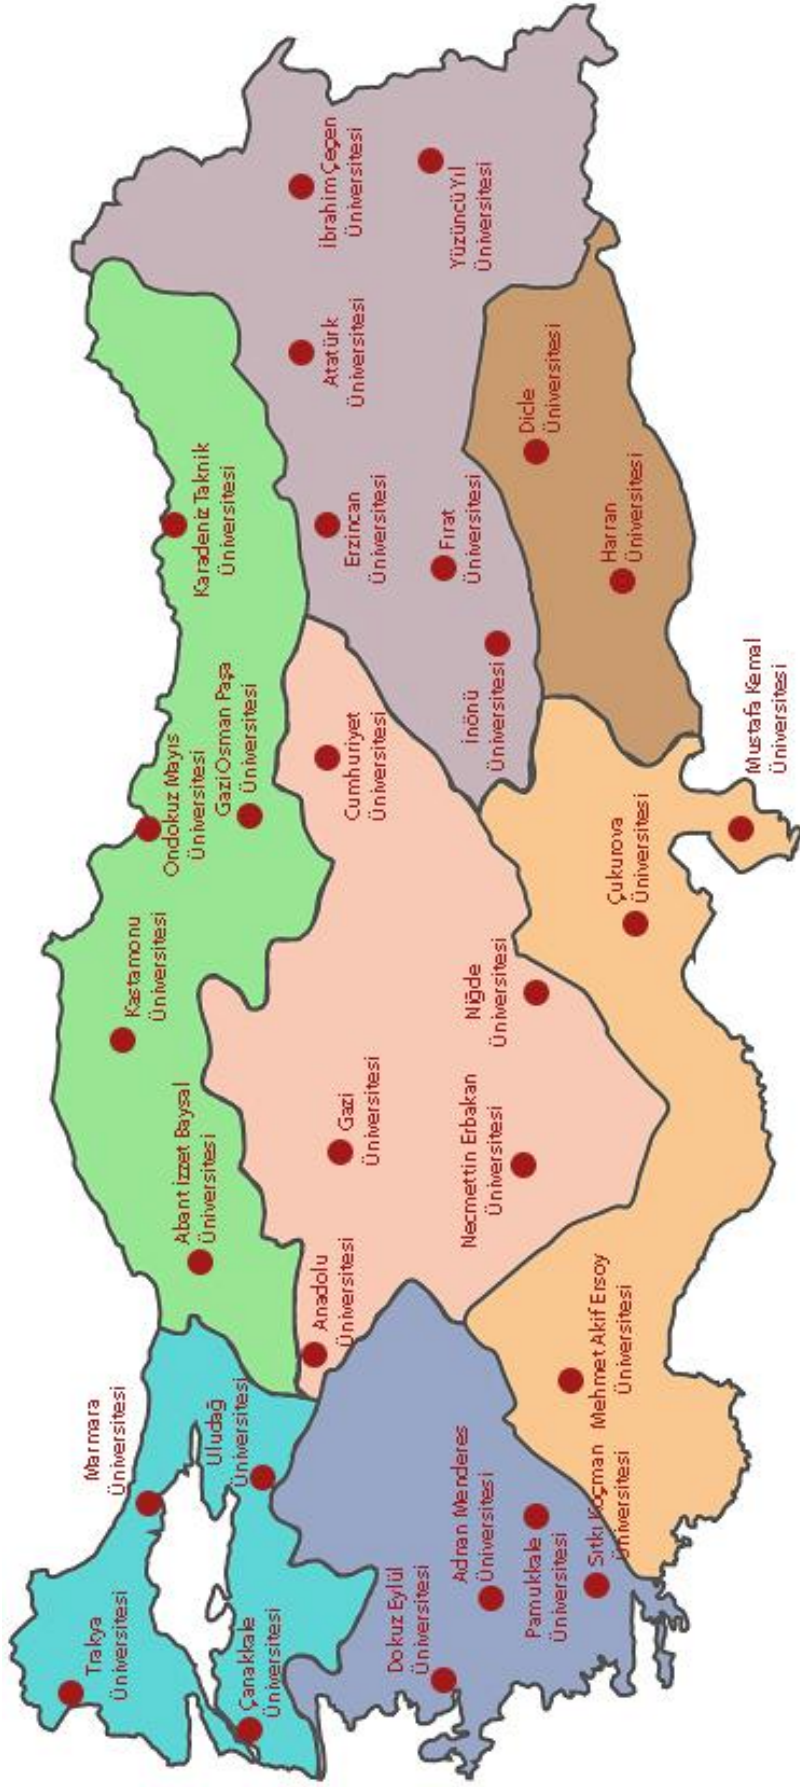 Trakya
Üniversitesi
Marmara
Üniversitesi
Çanakkale
Üniversitesi
Uludağ
Üniversitesi
Abant İzzet Baysal
Üniversitesi
Kastamonu
Üniversitesi
Ondokuz Mayıs
Üniversitesi
Gazi Osman Paşa
Üniversitesi
Karadeniz Taknik
Üniversitesi
Anadolu
Üniversitesi
Gazi
Üniversitesi
Cumhuriyet
Üniversitesi
Erzincan
Üniversitesi
Atatürk
Üniversitesi
İbrahim Çeçen
Üniversitesi
Dokuz Eylül
Üniversitesi
Adnan Menderes
Üniversitesi
Necmettin Erbakan
Üniversitesi
Niğde
Üniversitesi
İnönü
Üniversitesi
Fırat
Üniversitesi
Yüzüncü Yıl
Üniversitesi
Pamukkale
Üniversitesi
Sıtkı Koçman
Üniversitesi
Mehmet Akif Ersoy
Üniversitesi
Çukurova
Üniversitesi
Harran
Üniversitesi
Dicle
Üniversitesi
Mustafa Kemal
Üniversitesi